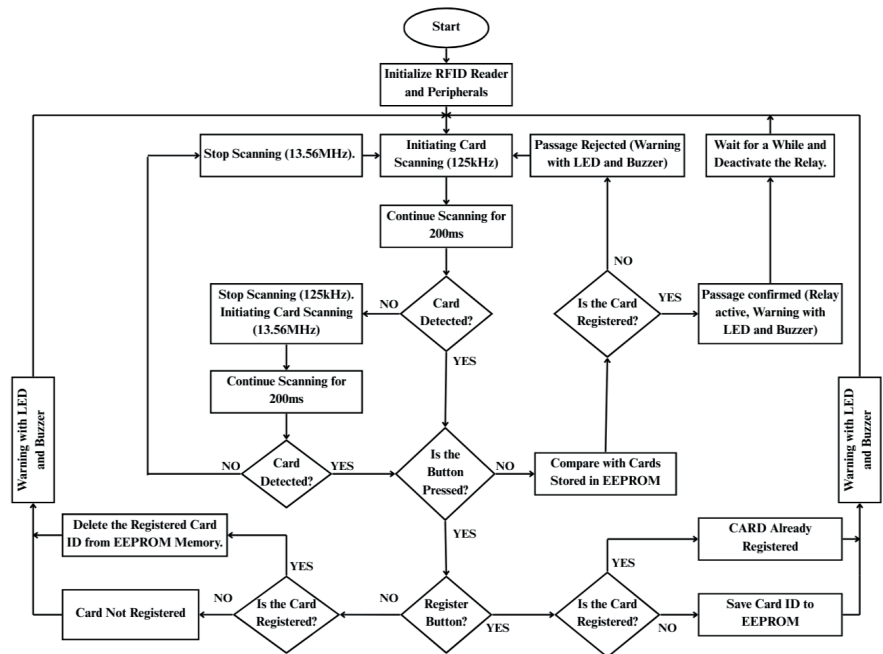 Start
Initialize RFID Reader
and Peripherals
Stop Scanning (13.56MHz).
Initiating Card
Scanning (125kHz)
Passage Rejected (Warning
with LED and Buzzer)
Wait for a While and
Deactivate the Relay.
Continue Scanning for
200ms
NO
Stop Scanning (125kHz).
Initiating Card Scanning
(13.56MHz)
NO
Card
Detected?
Is the Card
Registered?
YES
Passage confirmed (Relay
active, Warning with
LED and Buzzer)
YES
Continue Scanning for
200ms
Warning with LED
and Buzzer
Warning with LED
and Buzzer
NO
Card
Detected?
YES
Is the
Button
Pressed?
NO
Compare with Cards
Stored in EEPROM
Delete the Registered Card
ID from EEPROM Memory.
YES
CARD Already
Registered
YES
YES
Card Not Registered
NO
Is the Card
Registered?
NO
Register
Button?
YES
Is the Card
Registered?
NO
Save Card ID to
EEPROM